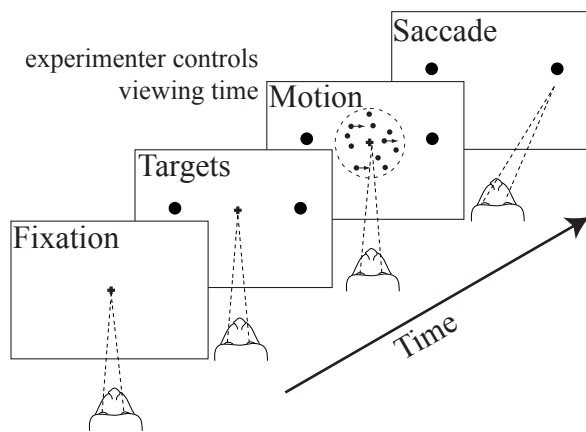 Saccade
experimenter controls
viewing time
Motion
Targets
Fixation
Time